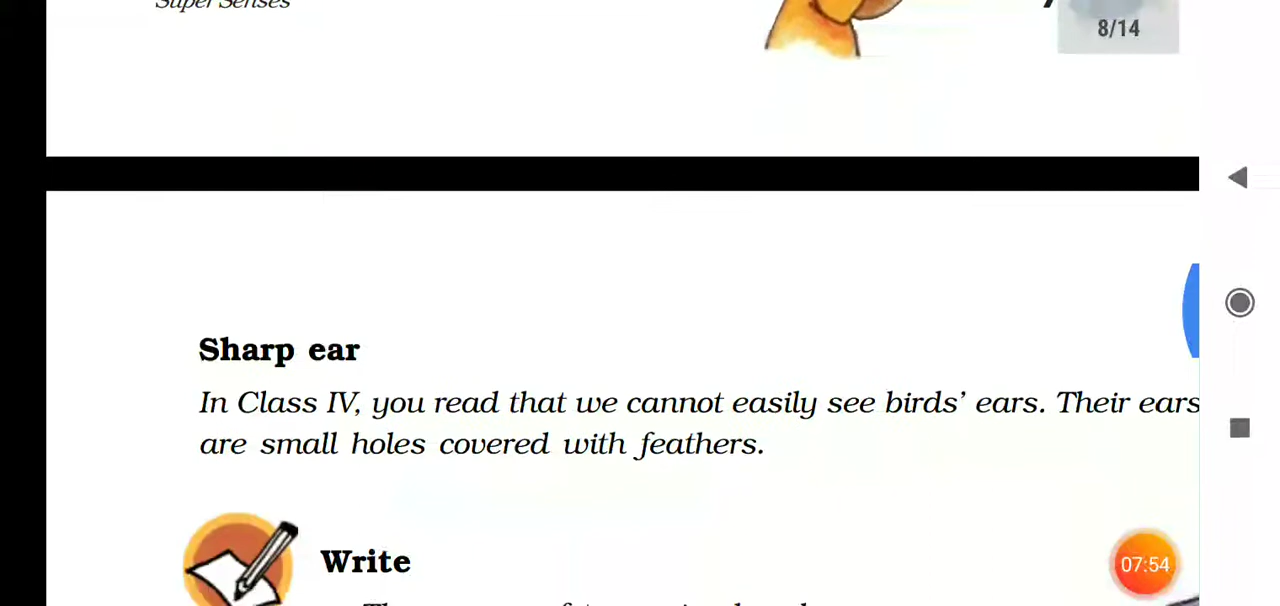 Super Senses
8/14
Sharp ear
In Class IV, you read that we cannot easily see birds' ears. Their ears
are small holes covered with feathers.
Write
07:54